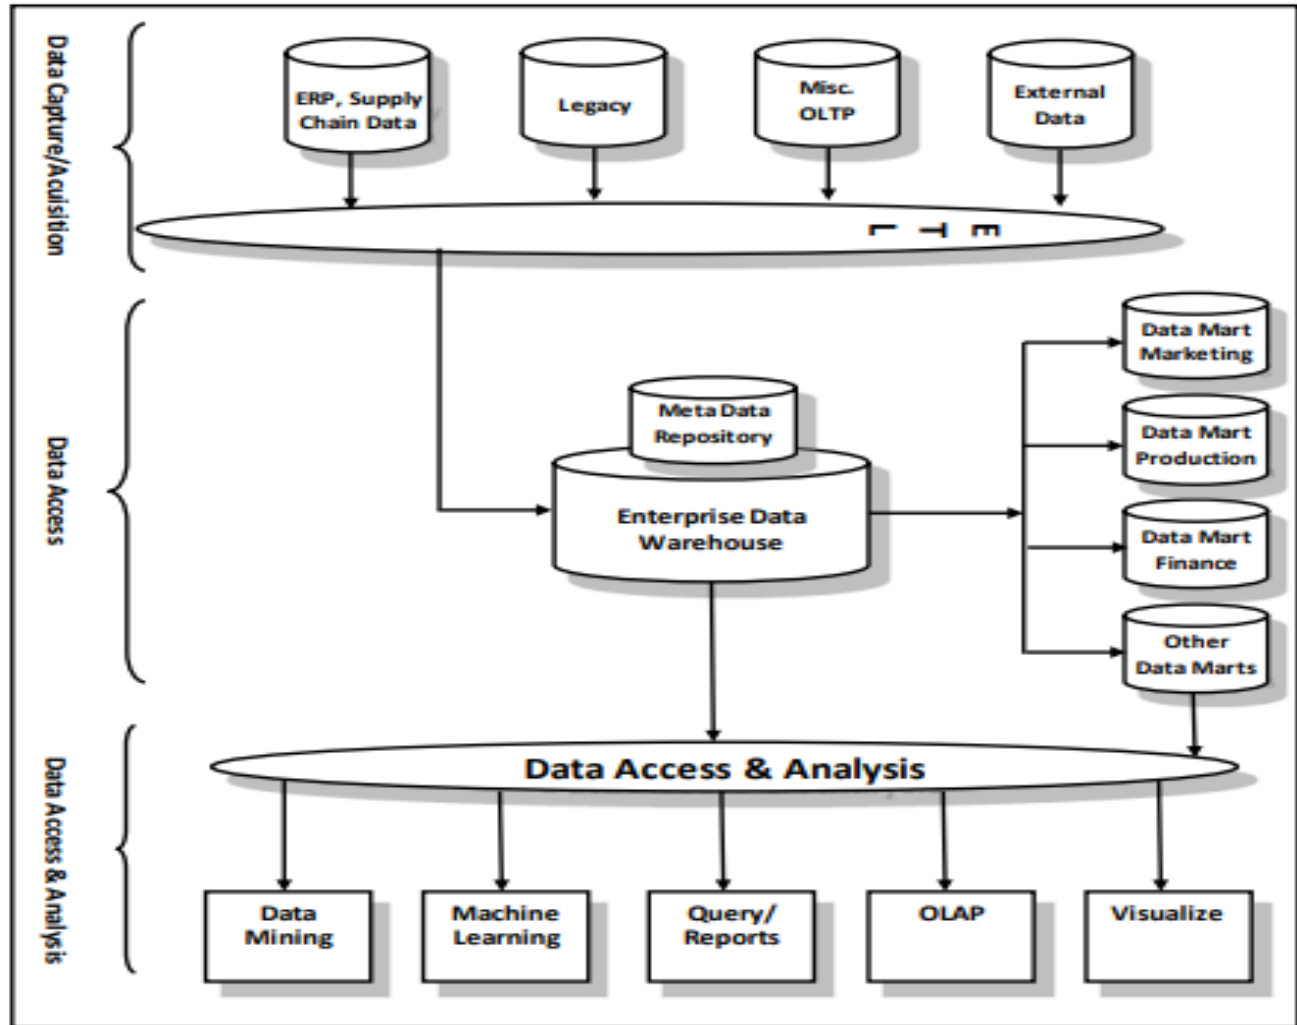 Data Capture/Acuisition
ERP, Supply
Chain Data
Legacy
Misc.
OLTP
External
Data
E
T
L
Data Access
Meta Data
Repository
Enterprise Data
Warehouse
Data Mart
Marketing
Data Mart
Production
Data Mart
Finance
Other
Data Marts
Data Access & Analysis
Data Access & Analysis
Data
Mining
Machine
Learning
Query/
Reports
OLAP
Visualize